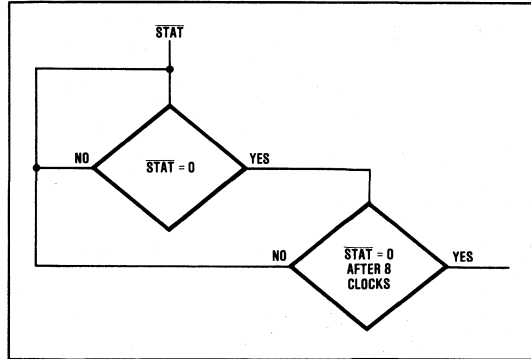 STAT
NO
STAT = 0
YES
NO
STAT = 0
AFTER 8
CLOCKS
YES